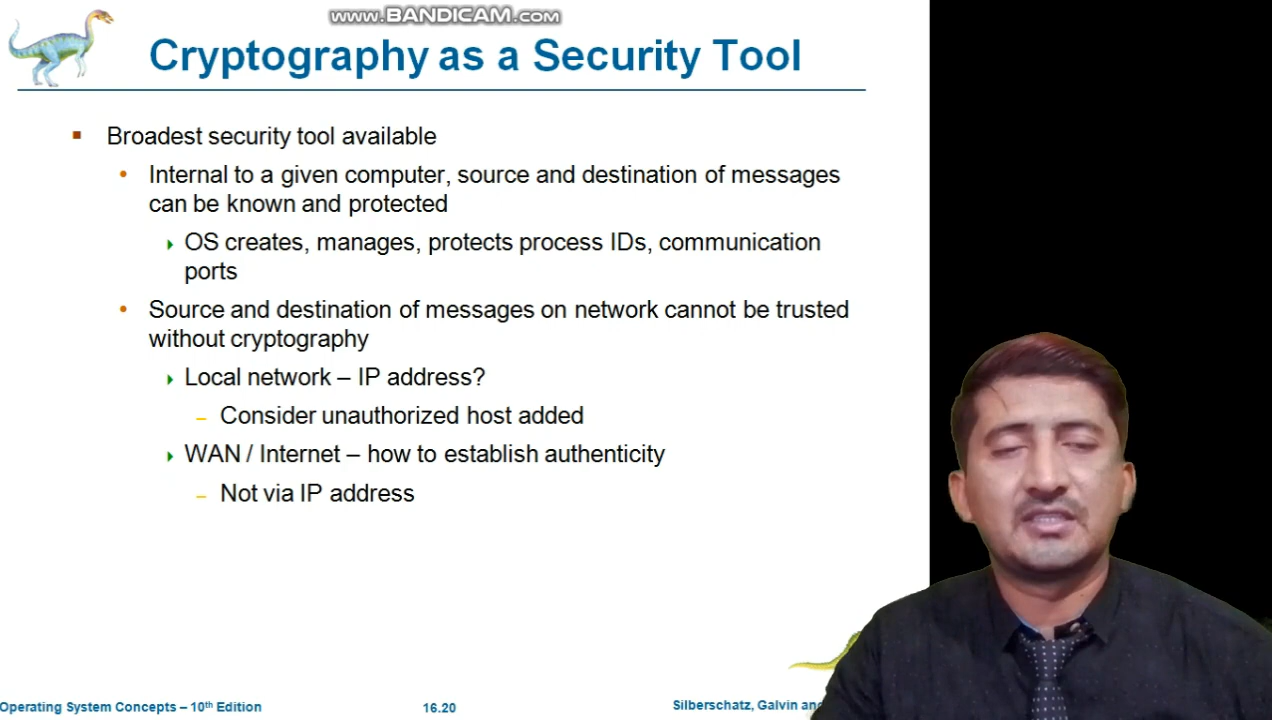 www.BANDICAM.com
Cryptography as a Security Tool
Broadest security tool available
Internal to a given computer, source and destination of messages
can be known and protected
OS creates, manages, protects process IDs, communication
ports
Source and destination of messages on network cannot be trusted
without cryptography
Local network – IP address?
– Consider unauthorized host added
WAN / Internet – how to establish authenticity
– Not via IP address
Operating System Concepts – 10th Edition
16.20
Silberschatz, Galvin and